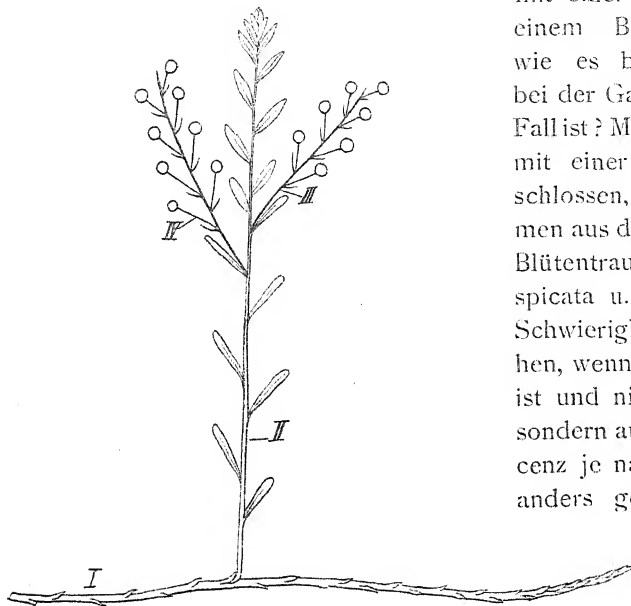 einem B
wie es b
bei der Ga
Fall ist? M
mit einer
schlossen,
men aus d
Blütentrau
spicata u.
Schwierig
hen, wenn
ist und ni
sondern au
cenz je na
anders ge
III
II
I